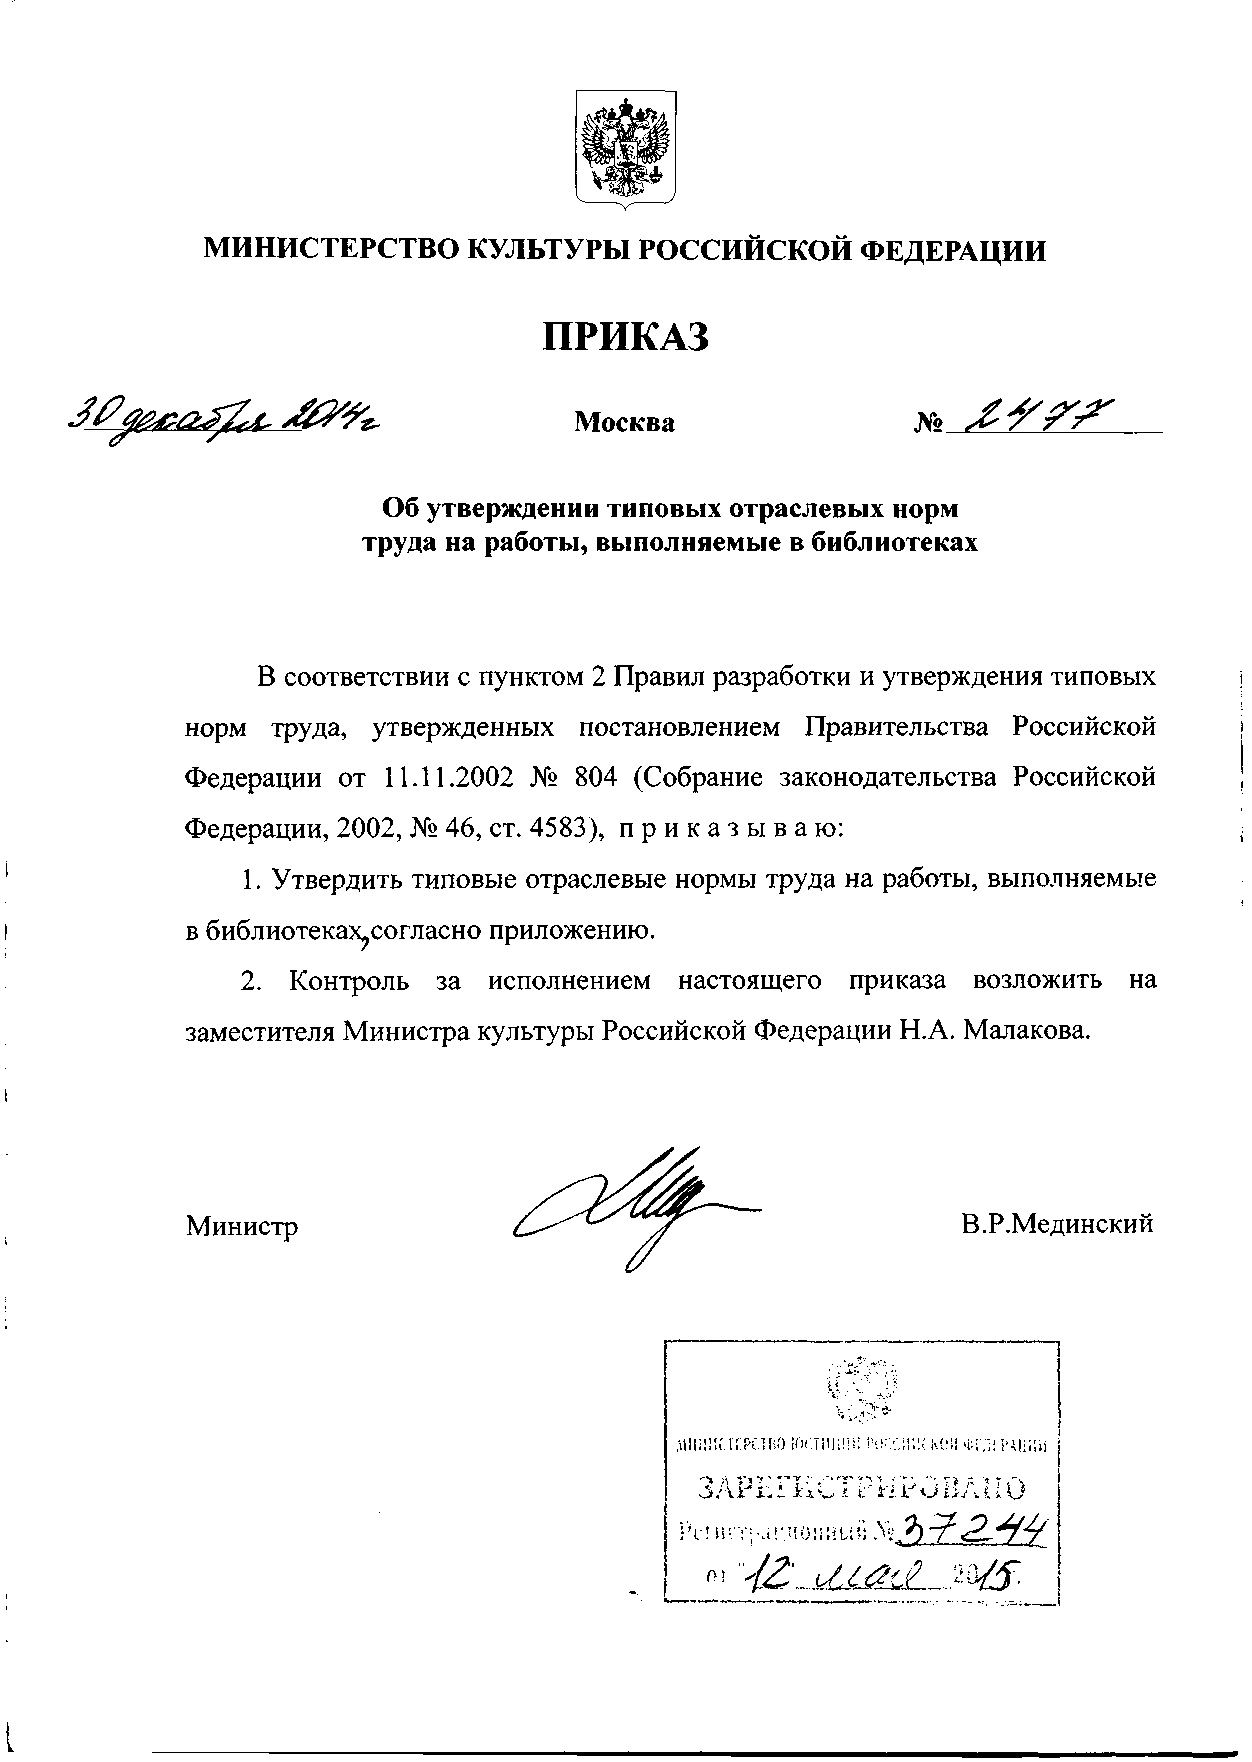 МИНИСТЕРСТВО КУЛЬТУРЫ РОССИЙСКОЙ ФЕДЕРАЦИИ
ПРИКАЗ
30 декабря 2014г Москва № 2477
Об утверждении типовых отраслевых норм
труда на работы, выполняемые в библиотеках
В соответствии с пунктом 2 Правил разработки и утверждения типовых
норм труда, утвержденных постановлением Правительства Российской
Федерации от 11.11.2002 № 804 (Собрание законодательства Российской
Федерации, 2002, № 46, ст. 4583), п р и к а з ы в а ю:
1. Утвердить типовые отраслевые нормы труда на работы, выполняемые
в библиотеках, согласно приложению.
2. Контроль за исполнением настоящего приказа возложить на
заместителя Министра культуры Российской Федерации Н.А. Малакова.
Министр В.Р.Мединский
МИНИСТЕРСТВО ЮСТИЦИИ РОССИЙСКОЙ ФЕДЕРАЦИИ
ЗАРЕГИСТРИРОВАНО
Регистрационный № 37244
от "12" мая 2015.